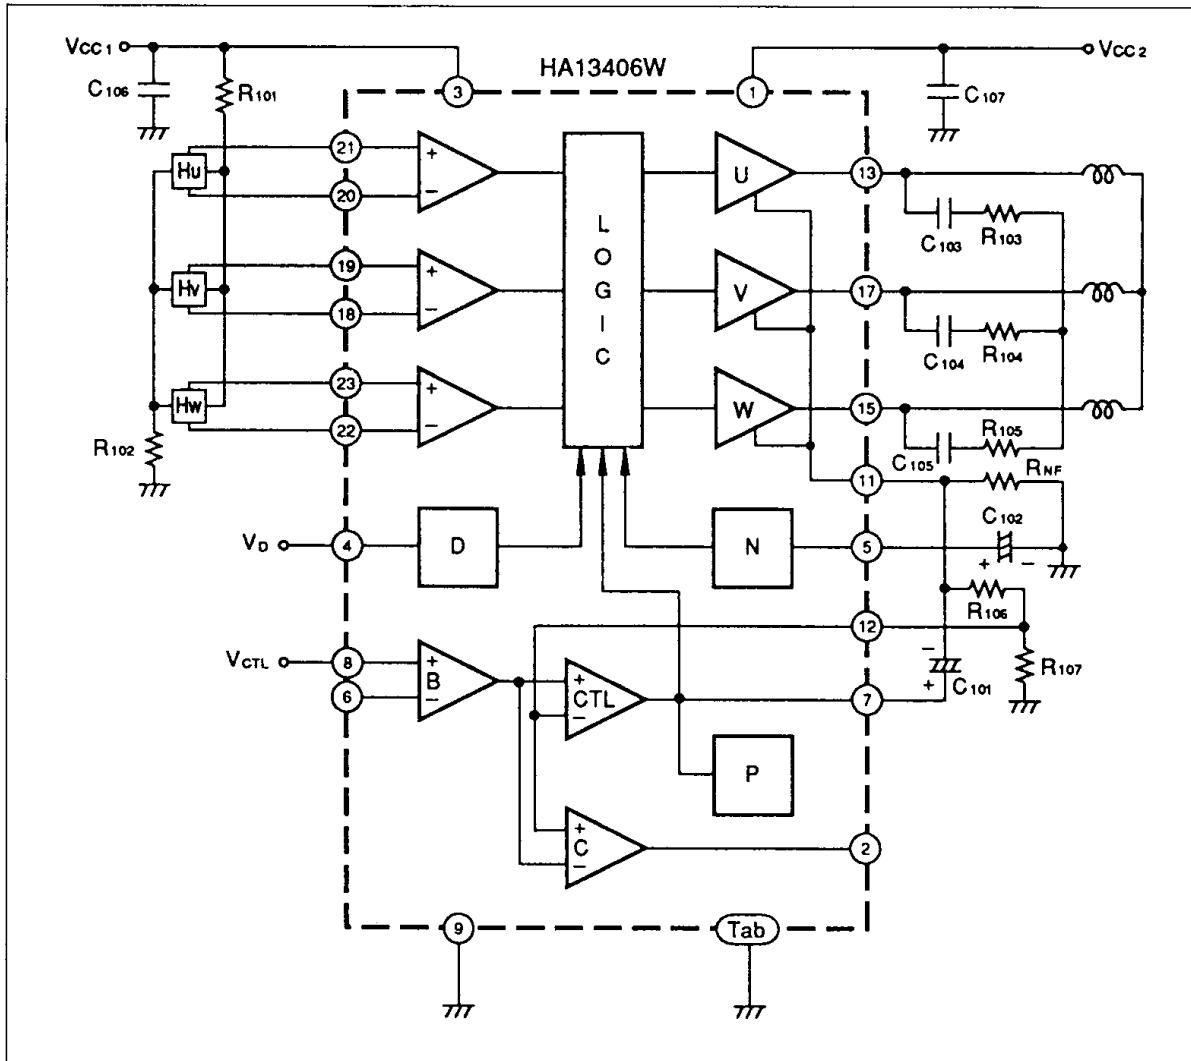 VCC1
VCC2
HA13406W
C106
R101
3
1
C107
21
+
Hu
20
−
U
13
C103
R103
L
O
G
I
C
19
+
Hv
18
−
V
17
C104
R104
23
+
Hw
22
−
W
15
C105
R105
R102
11
RNF
C102
VD
4
D
N
5
+
−
R106
12
VCTL
8
+
B
6
−
+
CTL
−
−
+
C101
R107
7
P
+
C
−
2
9
Tab